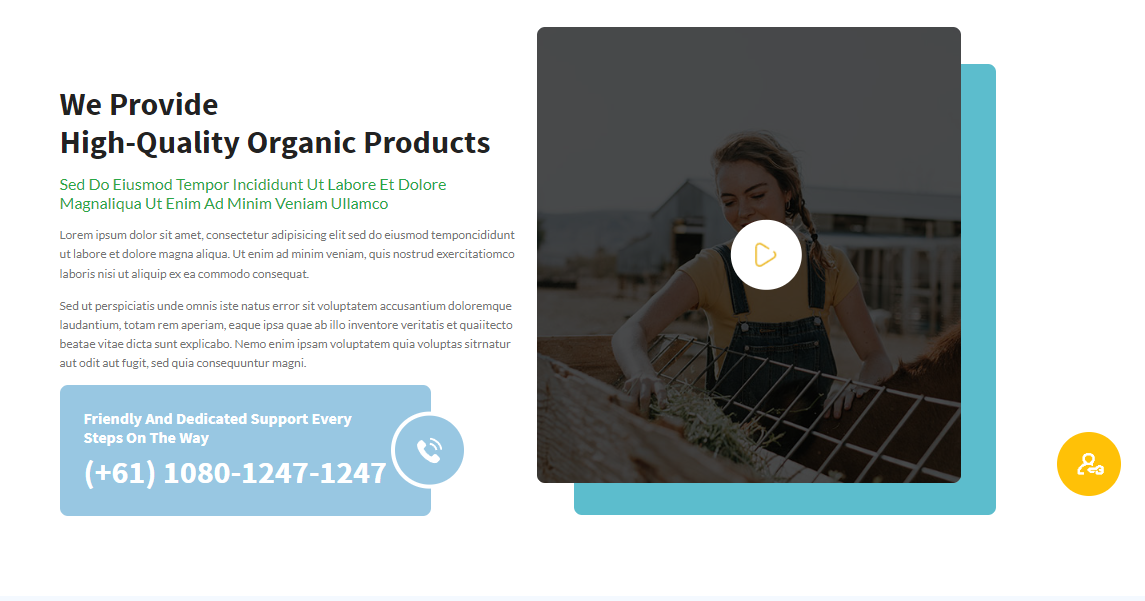 We Provide
High-Quality Organic Products
Sed Do Eiusmod Tempor Incididunt Ut Labore Et Dolore
Magnaliqua Ut Enim Ad Minim Veniam Ullamco
Lorem ipsum dolor sit amet, consectetur adipisicing elit sed do eiusmod temponcididunt
ut labore et dolore magna aliqua. Ut enim ad minim veniam, quis nostrud exercitatiomco
laboris nisi ut aliquip ex ea commodo consequat.
Sed ut perspiciatis unde omnis iste natus error sit voluptatem accusantium doloremque
laudantium, totam rem aperiam, eaque ipsa quae ab illo inventore veritatis et quaiitecto
beatae vitae dicta sunt explicabo. Nemo enim ipsam voluptatem quia voluptas sitrnatur
aut odit aut fugit, sed quia consequuntur magni.
Friendly And Dedicated Support Every
Steps On The Way
(+61) 1080-1247-1247